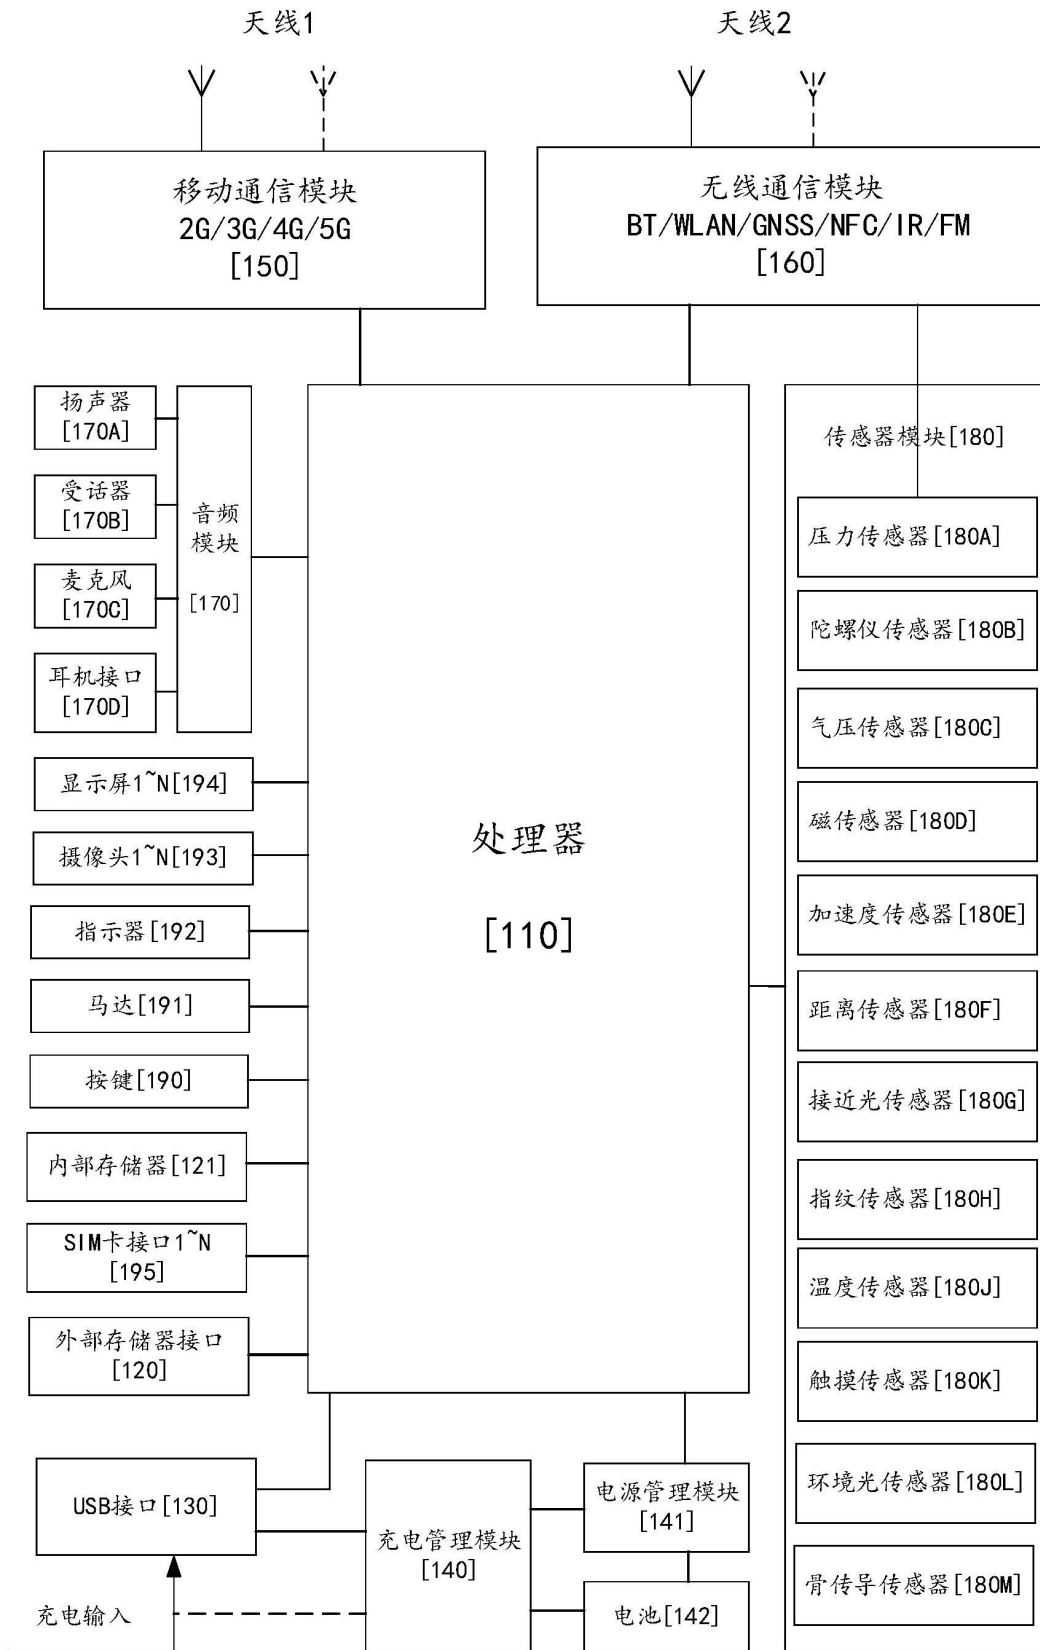 天线1
天线2
移动通信模块
2G/3G/4G/5G
[150]
无线通信模块
BT/WLAN/GNSS/NFC/IR/FM
[160]
扬声器
[170A]
受话器
[170B]
麦克风
[170C]
耳机接口
[170D]
音频
模块
[170]
显示屏1~N[194]
摄像头1~N[193]
指示器[192]
马达[191]
按键[190]
内部存储器[121]
SIM卡接口1~N
[195]
外部存储器接口
[120]
处理器
[110]
传感器模块[180]
压力传感器[180A]
陀螺仪传感器[180B]
气压传感器[180C]
磁传感器[180D]
加速度传感器[180E]
距离传感器[180F]
接近光传感器[180G]
指纹传感器[180H]
温度传感器[180J]
触摸传感器[180K]
环境光传感器[180L]
骨传导传感器[180M]
USB接口[130]
充电输入
充电管理模块
[140]
电源管理模块
[141]
电池[142]